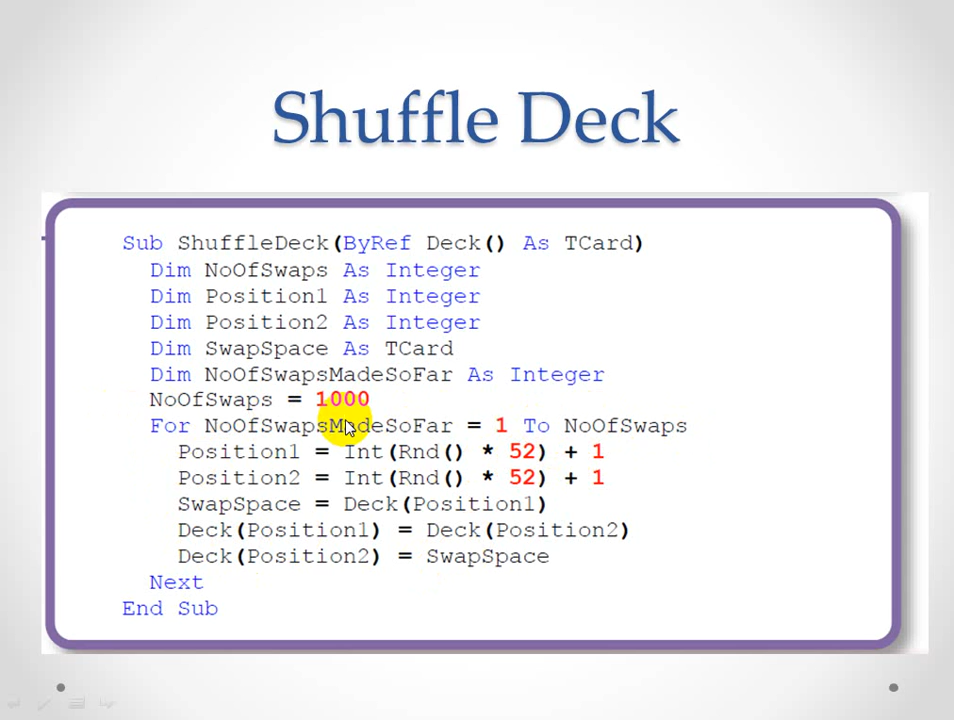 Shuffle Deck
Sub ShuffleDeck(ByRef Deck() As TCard)
Dim NoOfSwaps As Integer
Dim Position1 As Integer
Dim Position2 As Integer
Dim SwapSpace As TCard
Dim NoOfSwapsMadeSoFar As Integer
NoOfSwaps = 1000
For NoOfSwapsMadeSoFar = 1 To NoOfSwaps
Position1 = Int(Rnd() * 52) + 1
Position2 = Int(Rnd() * 52) + 1
SwapSpace = Deck(Position1)
Deck(Position1) = Deck(Position2)
Deck(Position2) = SwapSpace
Next
End Sub